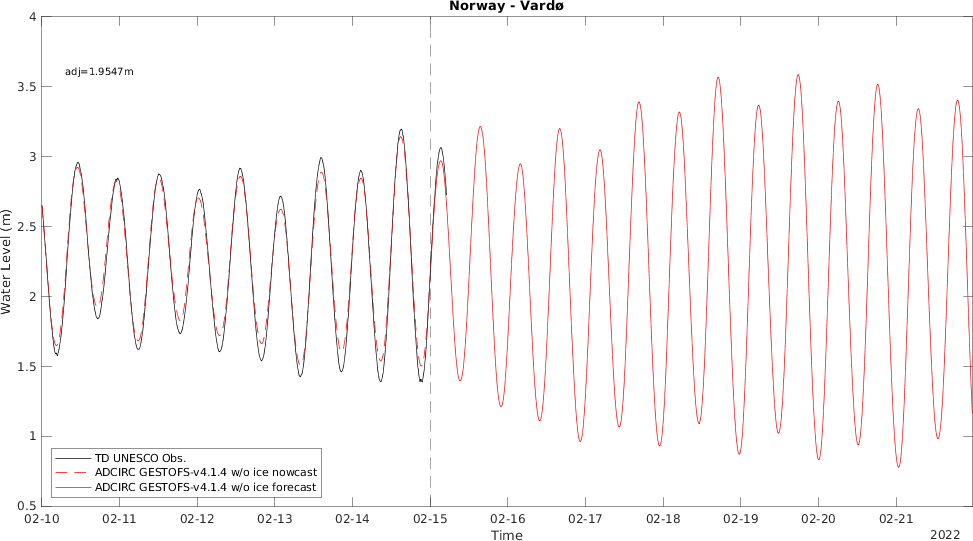 Norway - Vardø
4
3.5
3
2.5
2
1.5
1
0.5
Water Level (m)
adj=1.9547m
TD UNESCO Obs.
ADCIRC GESTOFS-v4.1.4 w/o ice nowcast
ADCIRC GESTOFS-v4.1.4 w/o ice forecast
02-10 02-11 02-12 02-13 02-14 02-15 02-16 02-17 02-18 02-19 02-20 02-21
Time
2022